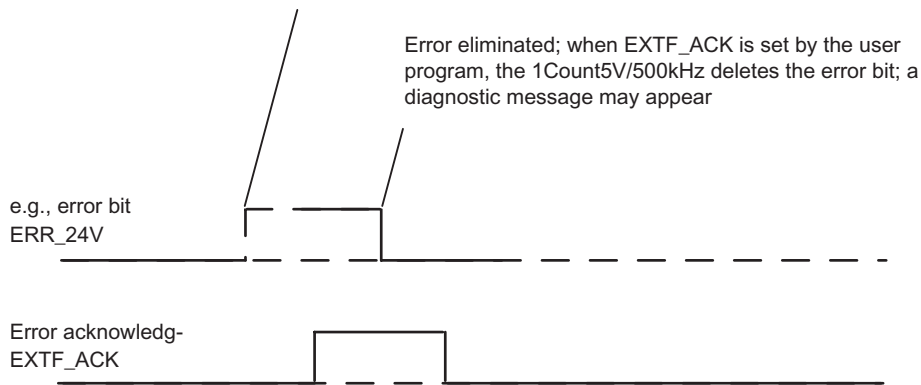 Error eliminated; when EXTF_ACK is set by the user
program, the 1Count5V/500kHz deletes the error bit; a
diagnostic message may appear
e.g., error bit
ERR_24V
Error acknowledg-
EXTF_ACK